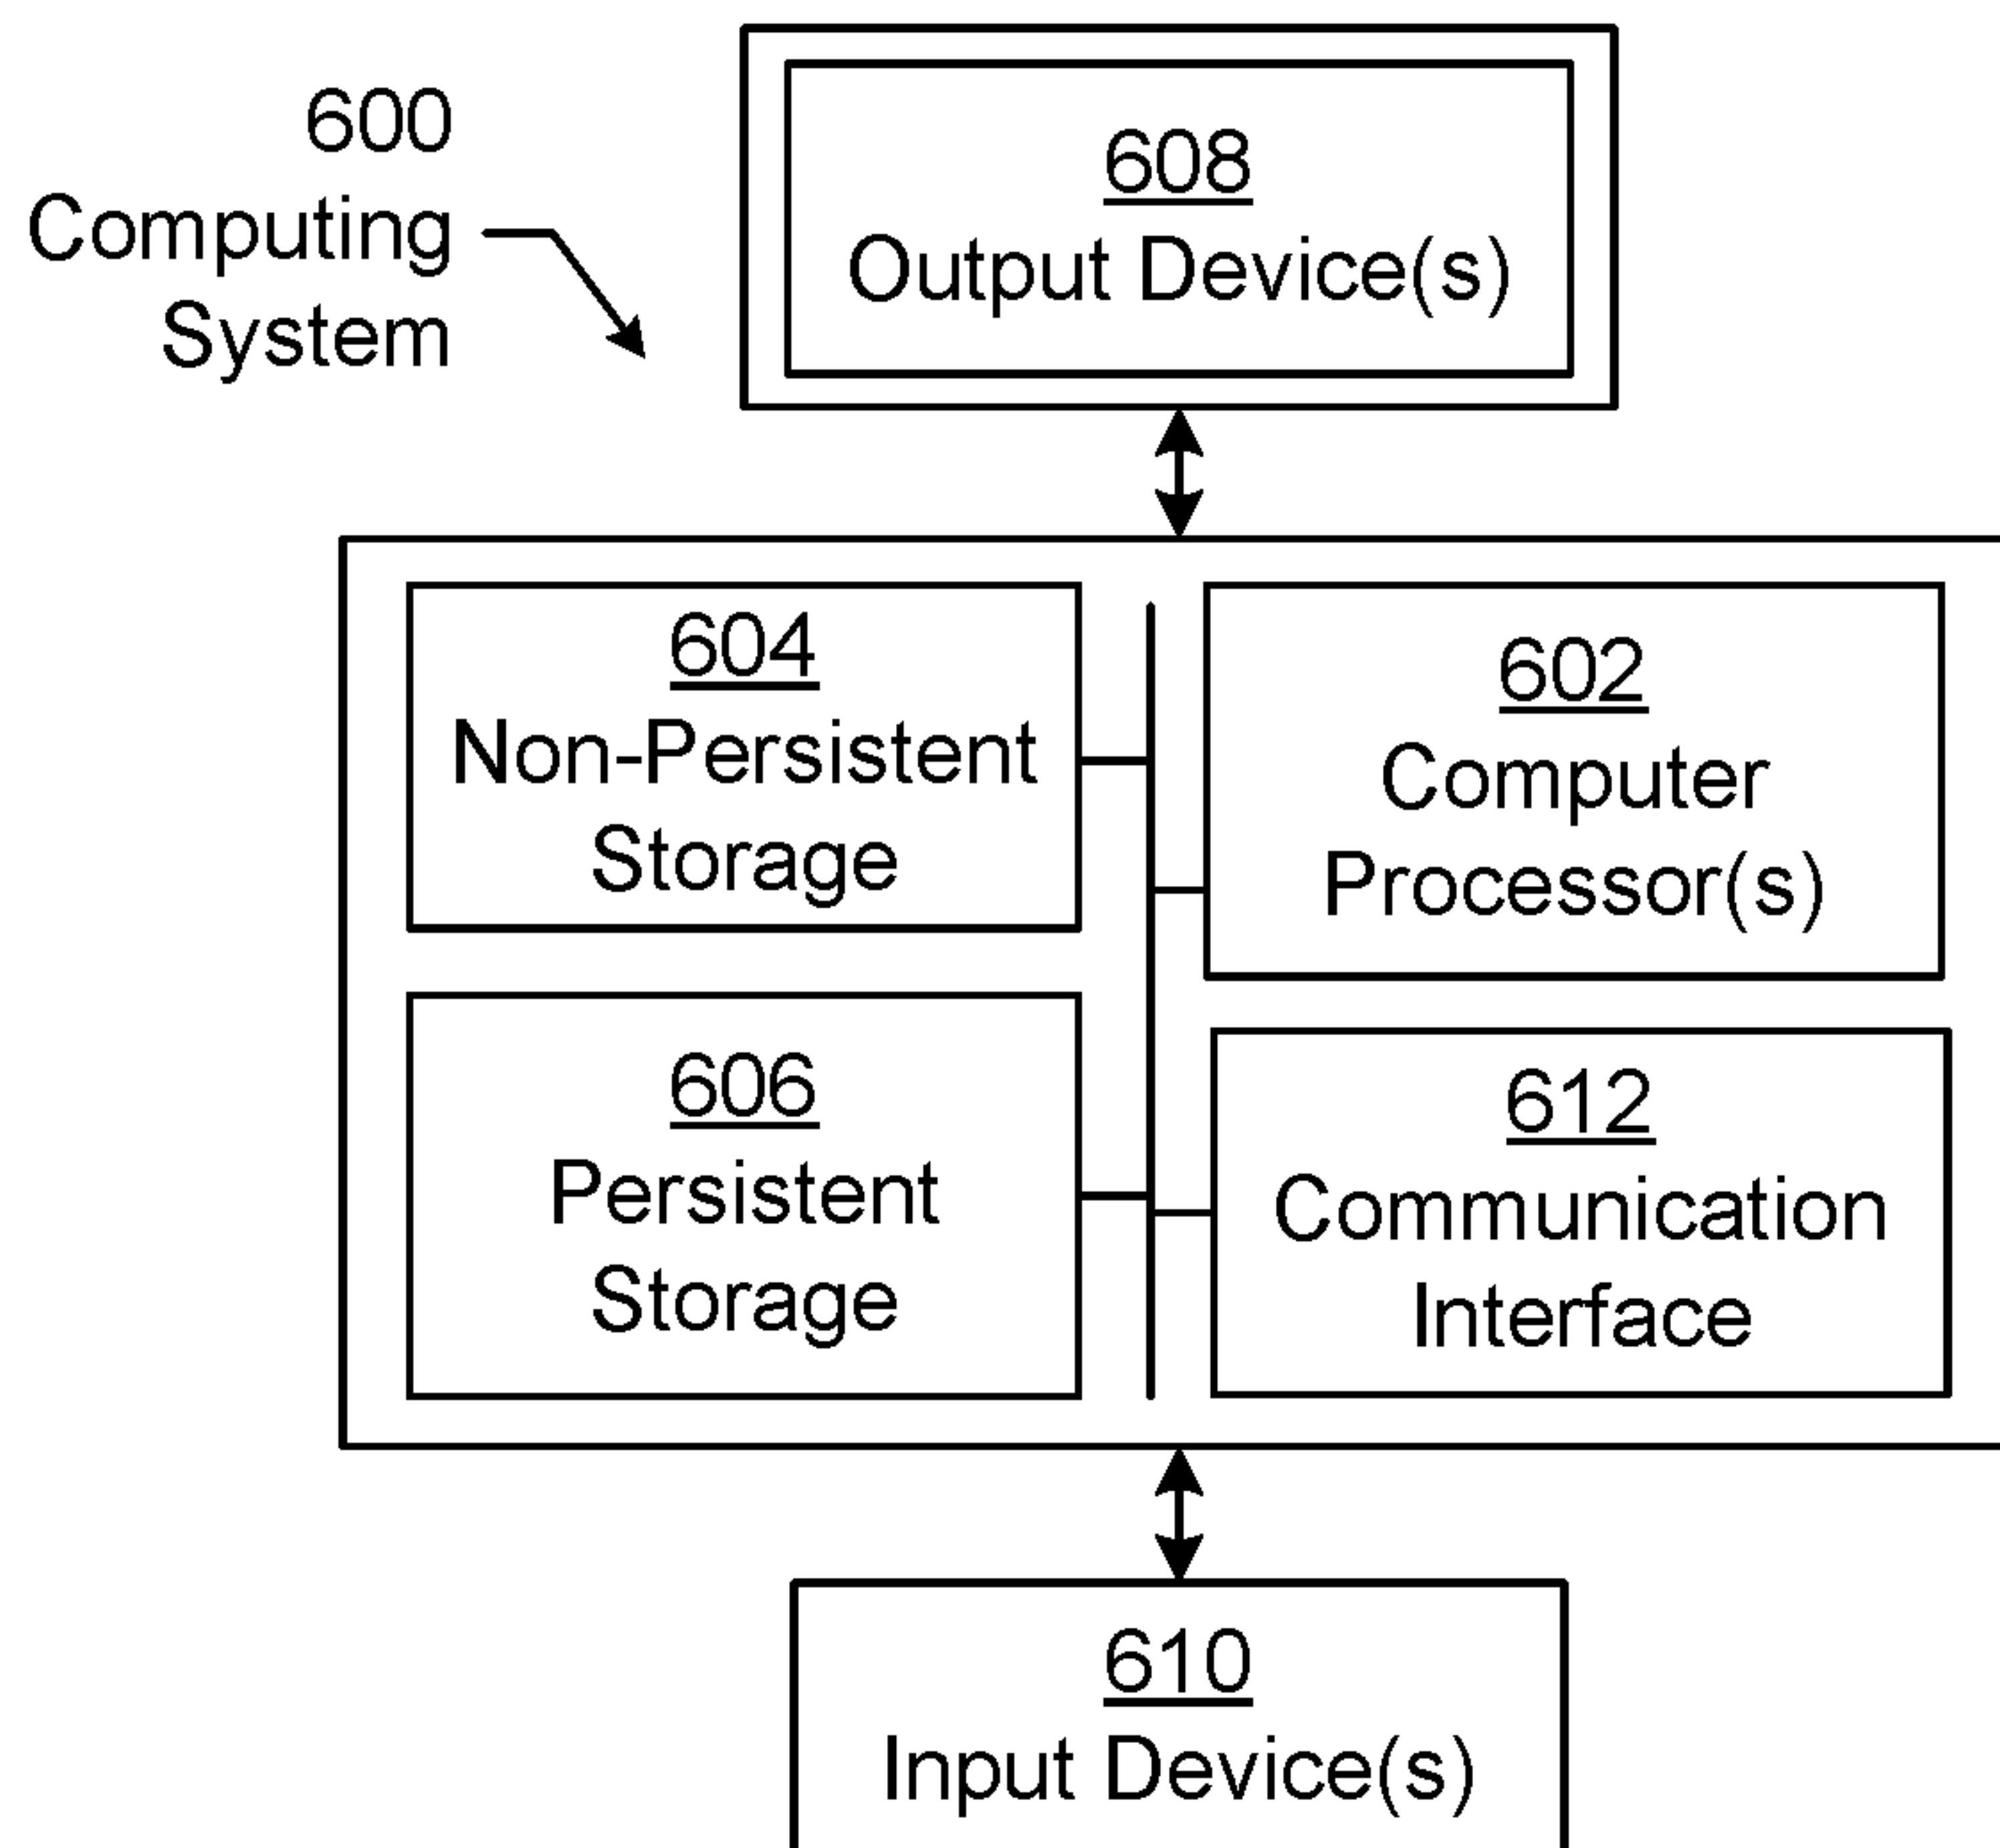 600
Computing
System
608
Output Device(s)
604
Non-Persistent
Storage
602
Computer
Processor(s)
606
Persistent
Storage
612
Communication
Interface
610
Input Device(s)